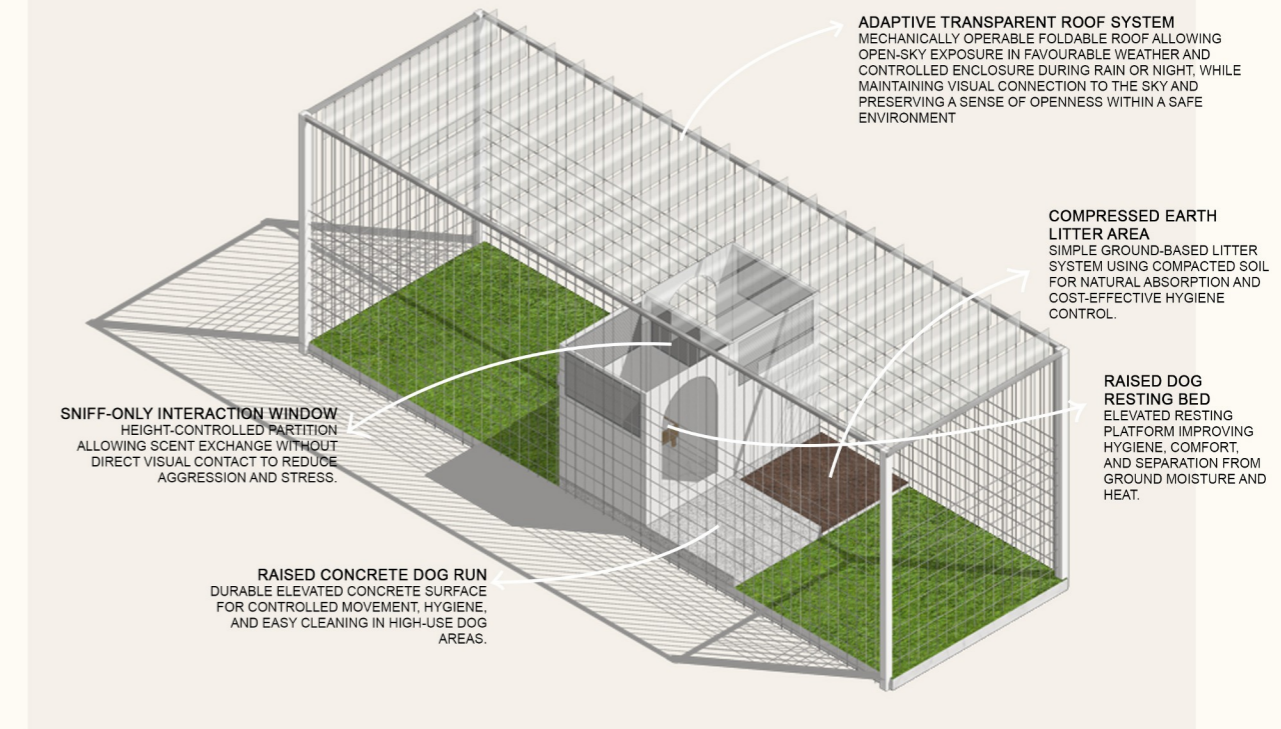 ADAPTIVE TRANSPARENT ROOF SYSTEM
MECHANICALLY OPERABLE FOLDABLE ROOF ALLOWING
OPEN-SKY EXPOSURE IN FAVOURABLE WEATHER AND
CONTROLLED ENCLOSURE DURING RAIN OR NIGHT, WHILE
MAINTAINING VISUAL CONNECTION TO THE SKY AND
PRESERVING A SENSE OF OPENNESS WITHIN A SAFE
ENVIRONMENT
COMPRESSED EARTH
LITTER AREA
SIMPLE GROUND-BASED LITTER
SYSTEM USING COMPACTED SOIL
FOR NATURAL ABSORPTION AND
COST-EFFECTIVE HYGIENE
CONTROL.
RAISED DOG
RESTING BED
ELEVATED RESTING
PLATFORM IMPROVING
HYGIENE, COMFORT,
AND SEPARATION FROM
GROUND MOISTURE AND
HEAT.
SNIFF-ONLY INTERACTION WINDOW
HEIGHT-CONTROLLED PARTITION
ALLOWING SCENT EXCHANGE WITHOUT
DIRECT VISUAL CONTACT TO REDUCE
AGGRESSION AND STRESS.
RAISED CONCRETE DOG RUN
DURABLE ELEVATED CONCRETE SURFACE
FOR CONTROLLED MOVEMENT, HYGIENE,
AND EASY CLEANING IN HIGH-USE DOG
AREAS.